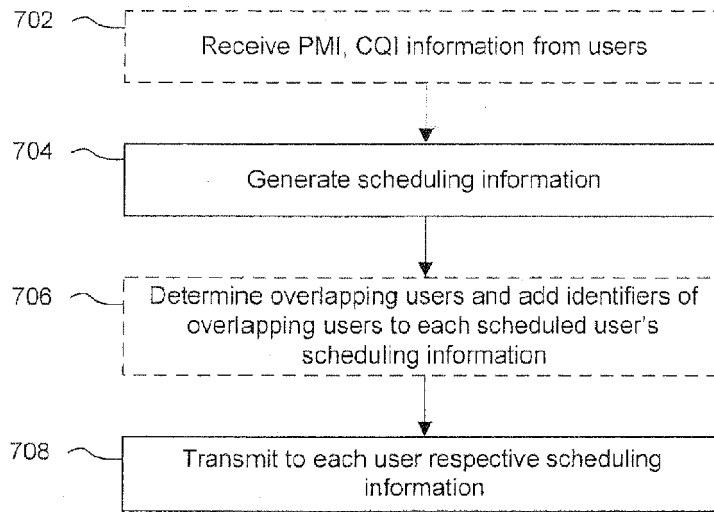 702
Receive PMI, CQI information from users
704
Generate scheduling information
706
Determine overlapping users and add identifiers of
overlapping users to each scheduled user's
scheduling information
708
Transmit to each user respective scheduling
information